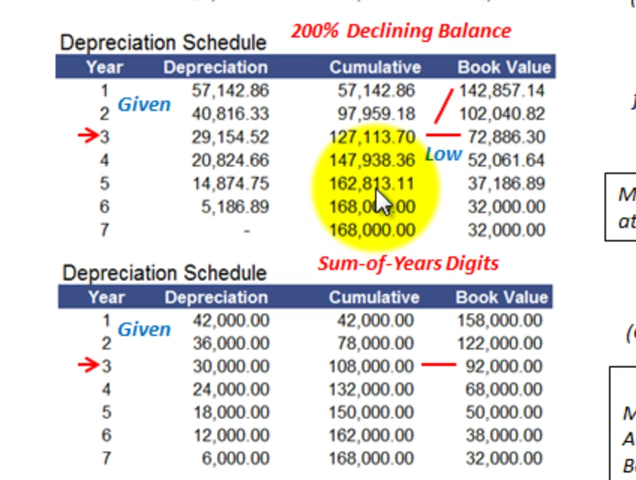 200% Declining Balance
Depreciation Schedule
Year Depreciation Cumulative Book Value
1 57,142.86 57,142.86 142,857.14
Given
2 40,816.33 97,959.18 102,040.82
3 29,154.52 127,113.70 72,886.30
Low
4 20,824.66 147,938.36 52,061.64
5 14,874.75 162,813.11 37,186.89
6 5,186.89 168,000.00 32,000.00
7 - 168,000.00 32,000.00
Sum-of-Years Digits
Depreciation Schedule
Year Depreciation Cumulative Book Value
1 42,000.00 42,000.00 158,000.00
Given
2 36,000.00 78,000.00 122,000.00
3 30,000.00 108,000.00 92,000.00
4 24,000.00 132,000.00 68,000.00
5 18,000.00 150,000.00 50,000.00
6 12,000.00 162,000.00 38,000.00
7 6,000.00 168,000.00 32,000.00
at